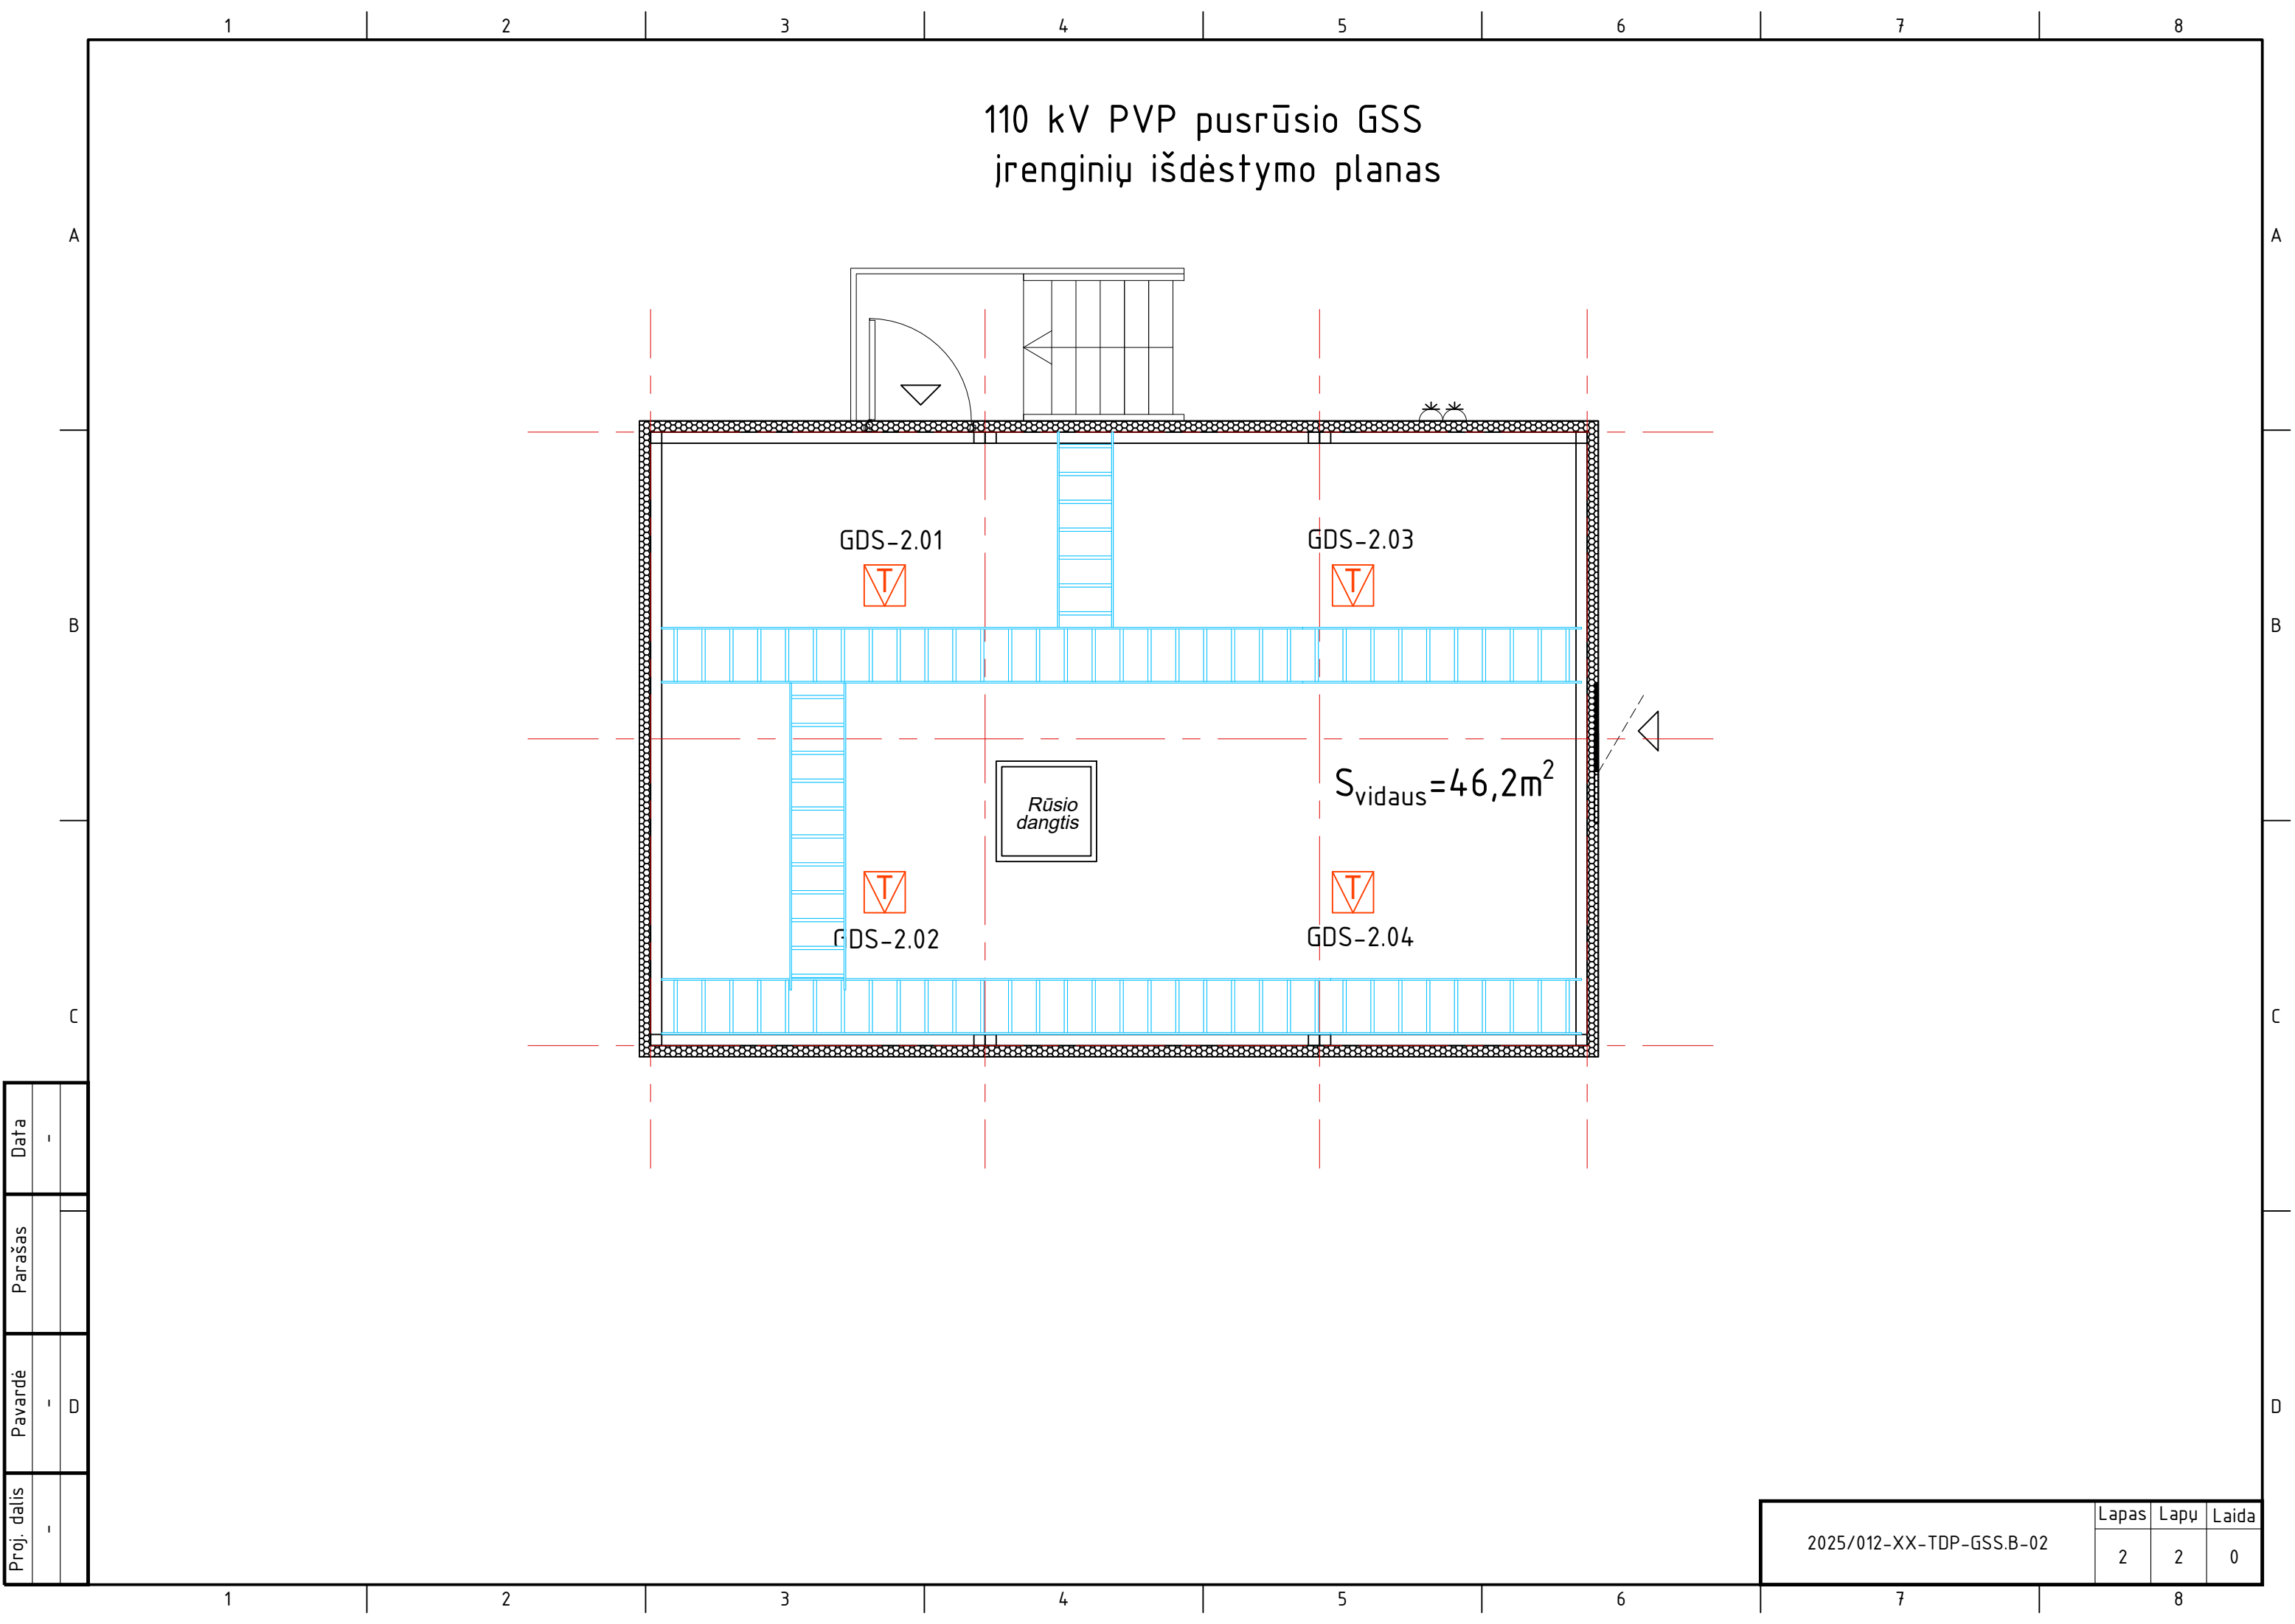 1 2 3 4 5 6 7 8
110 kV PVP pusrūsio GSS
įrenginių išdėstymo planas
A A
GDS-2.01 GDS-2.03
T T
B B
Svidaus=46,2m²
Rūsio
dangtis
T T
GDS-2.02 GDS-2.04
C C
Data -
Parašas
Pavardė - D D
Proj. dalis -
2025/012-XX-TDP-GSS.B-02
Lapas Lapų Laida
2 2 0
1 2 3 4 5 6 7 8